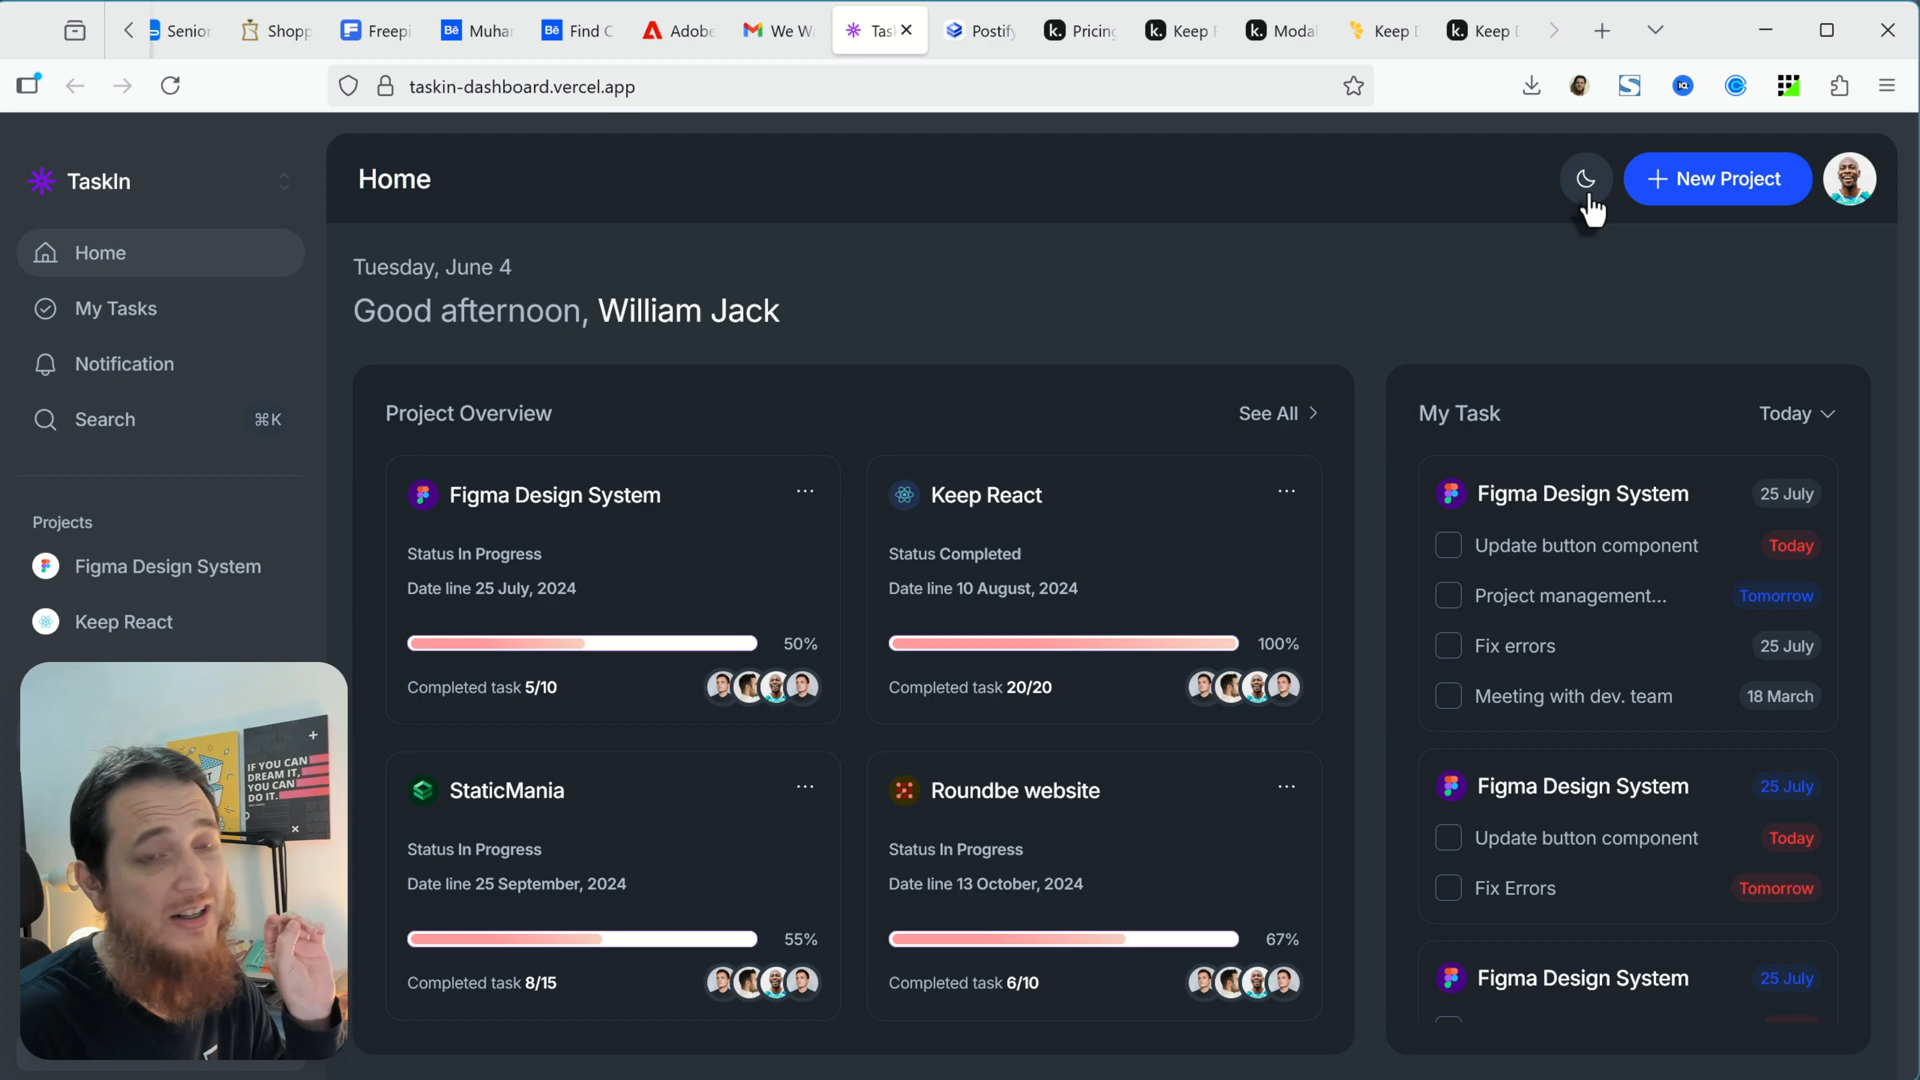 Senior
Shopp
Freepi
Bē Muhar
Bē Find C
Adobe
We W
Tas
Postify
k. Pricing
k. Keep
k. Modal
Keep
k. Keep
taskin-dashboard.vercel.app
TaskIn
Home
My Tasks
Notification
Search ⌘K
Projects
Figma Design System
Keep React
Home
+ New Project
Tuesday, June 4
Good afternoon, William Jack
Project Overview
See All >
Figma Design System ...
Status In Progress
Date line 25 July, 2024
50%
Completed task 5/10
Keep React ...
Status Completed
Date line 10 August, 2024
100%
Completed task 20/20
StaticMania ...
Status In Progress
Date line 25 September, 2024
55%
Completed task 8/15
Roundbe website ...
Status In Progress
Date line 13 October, 2024
67%
Completed task 6/10
My Task
Today
Figma Design System 25 July
Update button component Today
Project management... Tomorrow
Fix errors 25 July
Meeting with dev. team 18 March
Figma Design System 25 July
Update button component Today
Fix Errors Tomorrow
Figma Design System 25 July
IF YOU CAN
DREAM IT,
YOU CAN
DO IT.